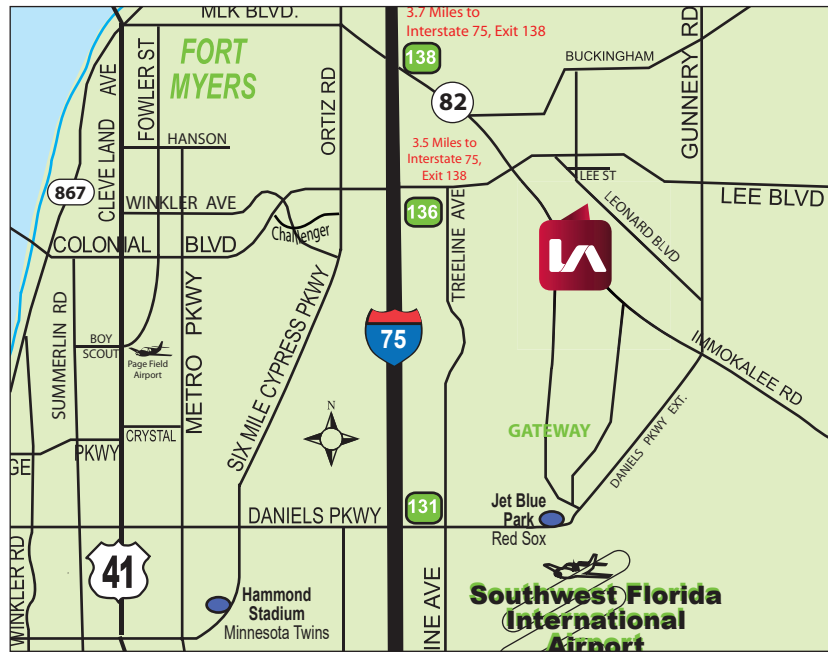 MLK BLVD.
3.7 Miles to
Interstate 75, Exit 138
138
FORT
MYERS
CLEVELAND AVE
FOWLER ST
ORTIZ RD
82
BUCKINGHAM
GUNNERY RD
HANSON
3.5 Miles to
Interstate 75,
Exit 138
867
WINKLER AVE
136
TREELINE AVE
LEE ST
LEONARD BLVD
LEE BLVD
COLONIAL BLVD
Challenger
SUMMERLIN RD
BOY
SCOUT
Page Field
Airport
METRO PKWY
SIX MILE CYPRESS PKWY
75
IMMOKALEE RD
N
GATEWAY
DANIELS PKWY EXT.
CRYSTAL
PKWY
GE
131
DANIELS PKWY
Jet Blue
Park
Red Sox
WINKLER RD
41
Hammond
Stadium
Minnesota Twins
INE AVE
Southwest Florida
International
Airport